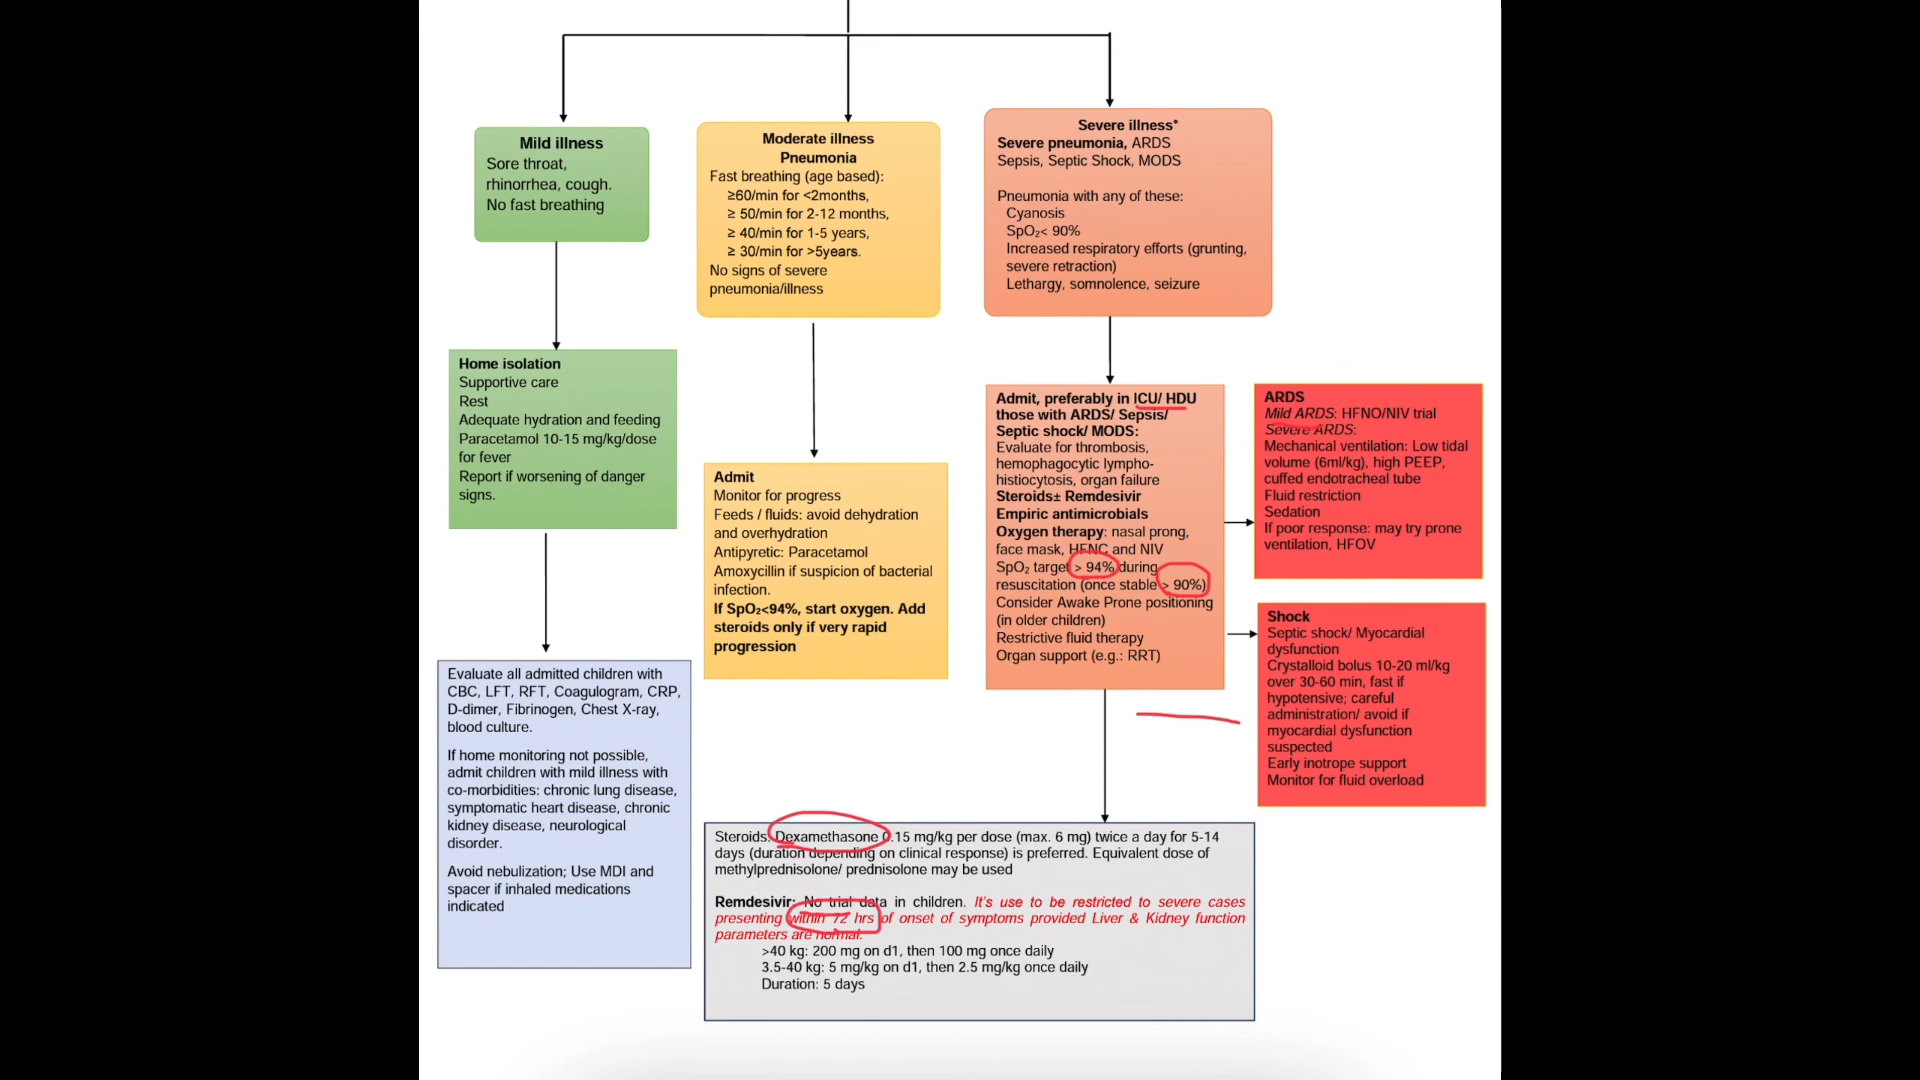 Mild illness
Sore throat,
rhinorrhea, cough.
No fast breathing
Moderate illness
Pneumonia
Fast breathing (age based):
≥60/min for <2months,
≥ 50/min for 2-12 months,
≥ 40/min for 1-5 years,
≥ 30/min for >5years.
No signs of severe
pneumonia/illness
Severe illness*
Severe pneumonia, ARDS
Sepsis, Septic Shock, MODS
Pneumonia with any of these:
Cyanosis
SpO₂< 90%
Increased respiratory efforts (grunting,
severe retraction)
Lethargy, somnolence, seizure
Home isolation
Supportive care
Rest
Adequate hydration and feeding
Paracetamol 10-15 mg/kg/dose
for fever
Report if worsening of danger
signs.
Admit
Monitor for progress
Feeds / fluids: avoid dehydration
and overhydration
Antipyretic: Paracetamol
Amoxycillin if suspicion of bacterial
infection.
If SpO₂<94%, start oxygen. Add
steroids only if very rapid
progression
Admit, preferably in ICU/ HDU
those with ARDS/ Sepsis/
Septic shock/ MODS:
Evaluate for thrombosis,
hemophagocytic lympho-
histiocytosis, organ failure
Steroids± Remdesivir
Empiric antimicrobials
Oxygen therapy: nasal prong,
face mask, HFNC and NIV
SpO₂ target > 94% during
resuscitation (once stable > 90%)
Consider Awake Prone positioning
(in older children)
Restrictive fluid therapy
Organ support (e.g.: RRT)
ARDS
Mild ARDS: HFNO/NIV trial
Severe ARDS:
Mechanical ventilation: Low tidal
volume (6ml/kg), high PEEP,
cuffed endotracheal tube
Fluid restriction
Sedation
If poor response: may try prone
ventilation, HFOV
Shock
Septic shock/ Myocardial
dysfunction
Crystalloid bolus 10-20 ml/kg
over 30-60 min, fast if
hypotensive; careful
administration/ avoid if
myocardial dysfunction
suspected
Early inotrope support
Monitor for fluid overload
Evaluate all admitted children with
CBC, LFT, RFT, Coagulogram, CRP,
D-dimer, Fibrinogen, Chest X-ray,
blood culture.
If home monitoring not possible,
admit children with mild illness with
co-morbidities: chronic lung disease,
symptomatic heart disease, chronic
kidney disease, neurological
disorder.
Avoid nebulization; Use MDI and
spacer if inhaled medications
indicated
Steroids: Dexamethasone 0.15 mg/kg per dose (max. 6 mg) twice a day for 5-14
days (duration depending on clinical response) is preferred. Equivalent dose of
methylprednisolone/ prednisolone may be used
Remdesivir: No trial data in children. It's use to be restricted to severe cases
presenting within 72 hrs of onset of symptoms provided Liver & Kidney function
parameters are normal.
>40 kg: 200 mg on d1, then 100 mg once daily
3.5-40 kg: 5 mg/kg on d1, then 2.5 mg/kg once daily
Duration: 5 days